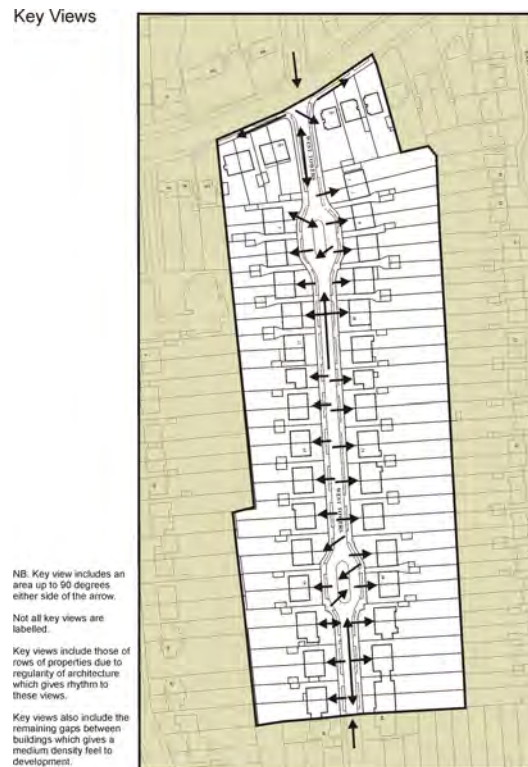 Key Views
NB. Key view includes an
area up to 90 degrees
either side of the arrow.
Not all key views are
labelled.
Key views include those of
rows of properties due to
regularity of architecture
which gives rhythm to
these views.
Key views also include the
remaining gaps between
buildings which gives a
medium density feel to
development.